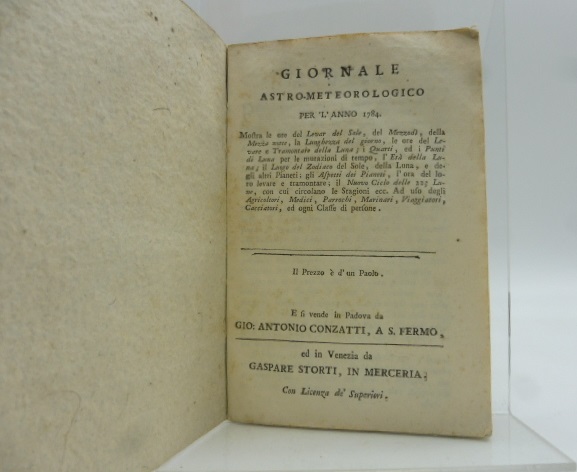 GIORNALE
ASTRO-METEOROLOGICO
PER L'ANNO 1784.
Mostra le ore del Levar del Sole, del Mezzodì, della
Mezza notte, la Lunghezza del giorno, le ore del Le-
vare e Tramontare della Luna; i Quarti, ed i Punti
di Luna per le mutazioni di tempo, l'Età della Lu-
na; il Luogo del Zodiaco del Sole, della Luna, e de-
gli altri Pianeti; gli Aspetti dei Pianeti, l'ora del lo-
ro levare e tramontare; il Nuovo Ciclo delle 223 Lu-
ne, con cui circolano le Stagioni ecc. Ad uso degli
Agricoltori, Medici, Parrochi, Marinari, Viaggiatori,
Cacciatori, ed ogni Classe di persone.
Il Prezzo è d'un Paolo.
E si vende in Padova da
GIO: ANTONIO CONZATTI, A S. FERMO,
ed in Venezia da
GASPARE STORTI, IN MERCERIA;
Con Licenza de' Superiori.